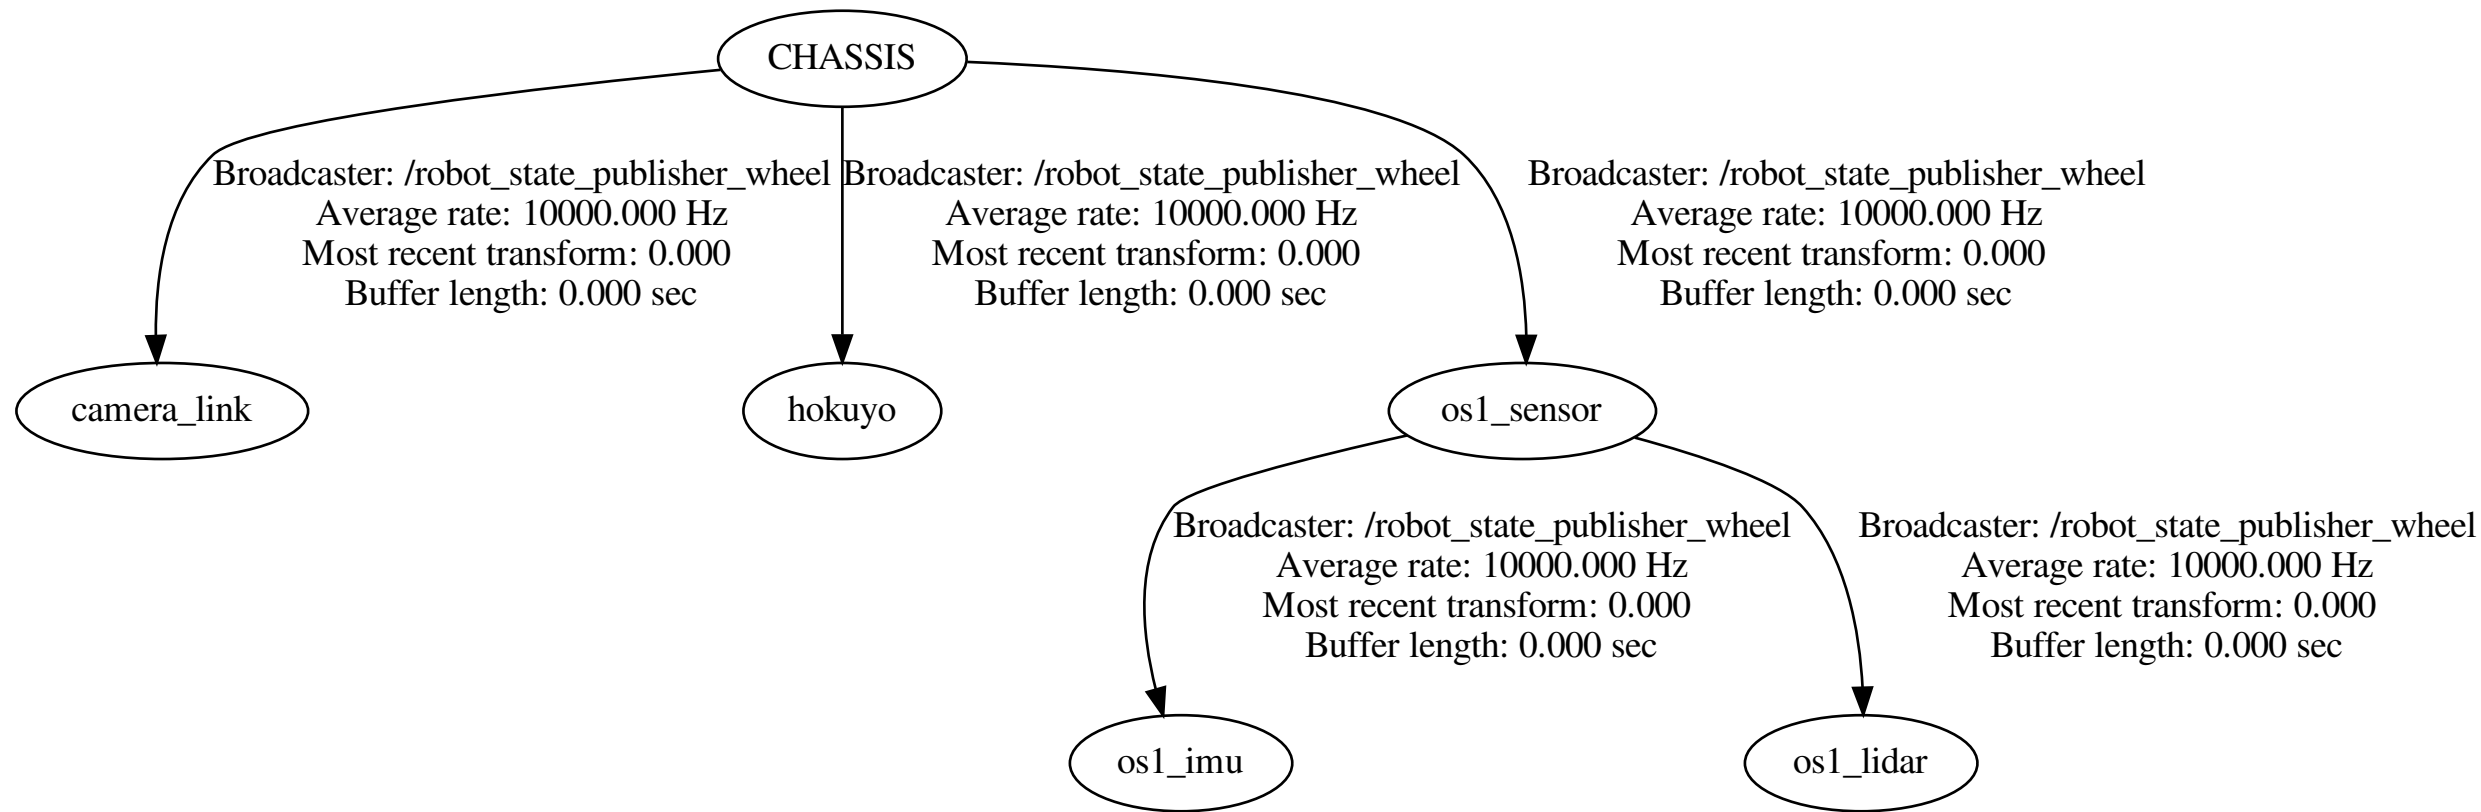 CHASSIS
Broadcaster: /robot_state_publisher_wheel
Average rate: 10000.000 Hz
Most recent transform: 0.000
Buffer length: 0.000 sec
Broadcaster: /robot_state_publisher_wheel
Average rate: 10000.000 Hz
Most recent transform: 0.000
Buffer length: 0.000 sec
Broadcaster: /robot_state_publisher_wheel
Average rate: 10000.000 Hz
Most recent transform: 0.000
Buffer length: 0.000 sec
camera_link
hokuyo
os1_sensor
Broadcaster: /robot_state_publisher_wheel
Average rate: 10000.000 Hz
Most recent transform: 0.000
Buffer length: 0.000 sec
Broadcaster: /robot_state_publisher_wheel
Average rate: 10000.000 Hz
Most recent transform: 0.000
Buffer length: 0.000 sec
os1_imu
os1_lidar